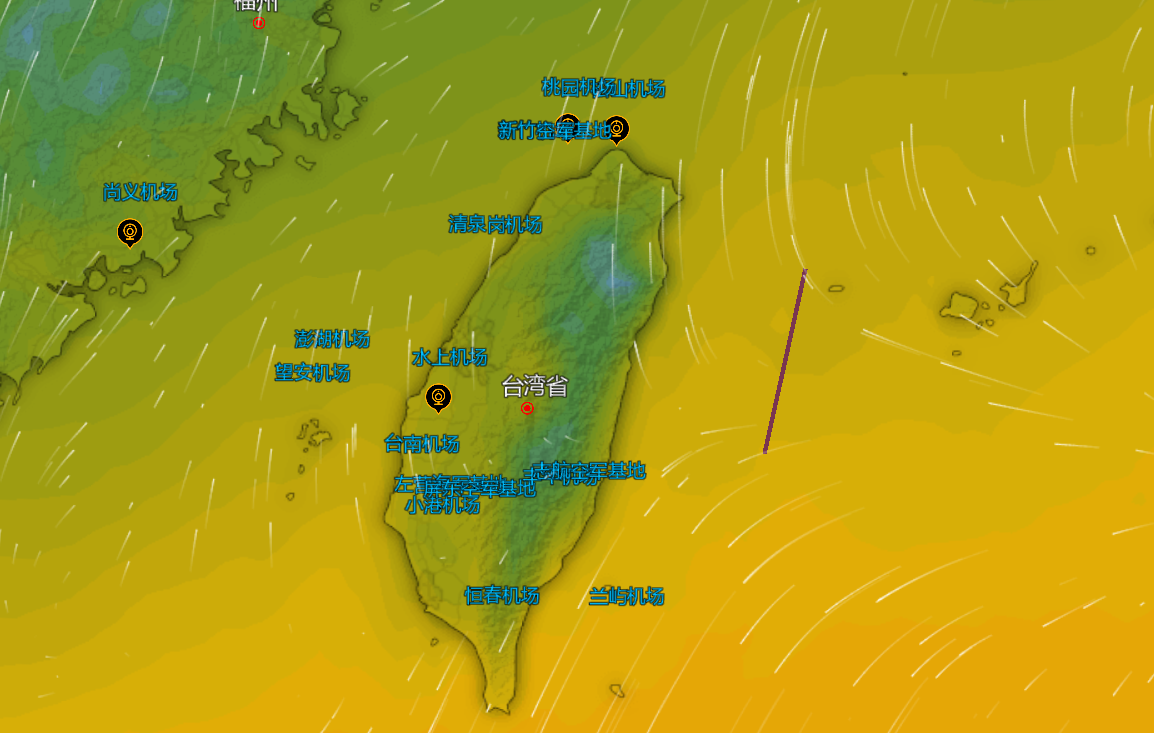 福州
桃园机场
山机场
新竹空军基地
尚义机场
清泉岗机场
澎湖机场
水上机场
望安机场
台湾省
台南机场
志航空军基地
屏东空军基地
小港机场
恒春机场
兰屿机场